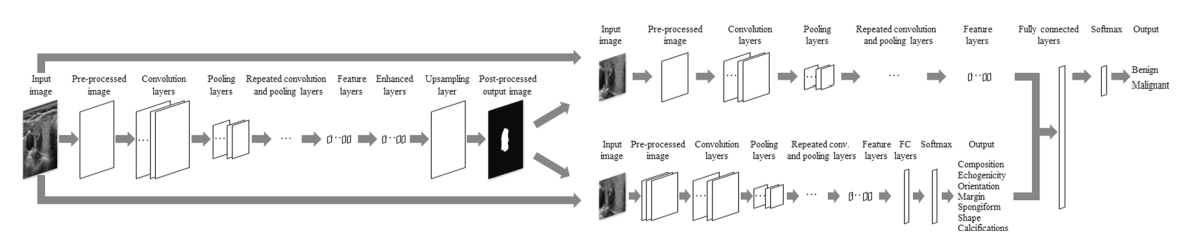 Input image
Pre-processed image
Convolution layers
Pooling layers
Repeated convolution and pooling layers
Feature layers
Enhanced layers
Upsampling layer
Post-processed output image
Input image
Pre-processed image
Convolution layers
Pooling layers
Repeated convolution and pooling layers
Feature layers
Fully connected layers
Softmax
Output
Benign
Malignant
Input image
Pre-processed image
Convolution layers
Pooling layers
Repeated conv. and pooling layers
Feature layers
FC layers
Softmax
Output
Composition
Echogenicity
Orientation
Margin
Spongiform
Shape
Calcifications